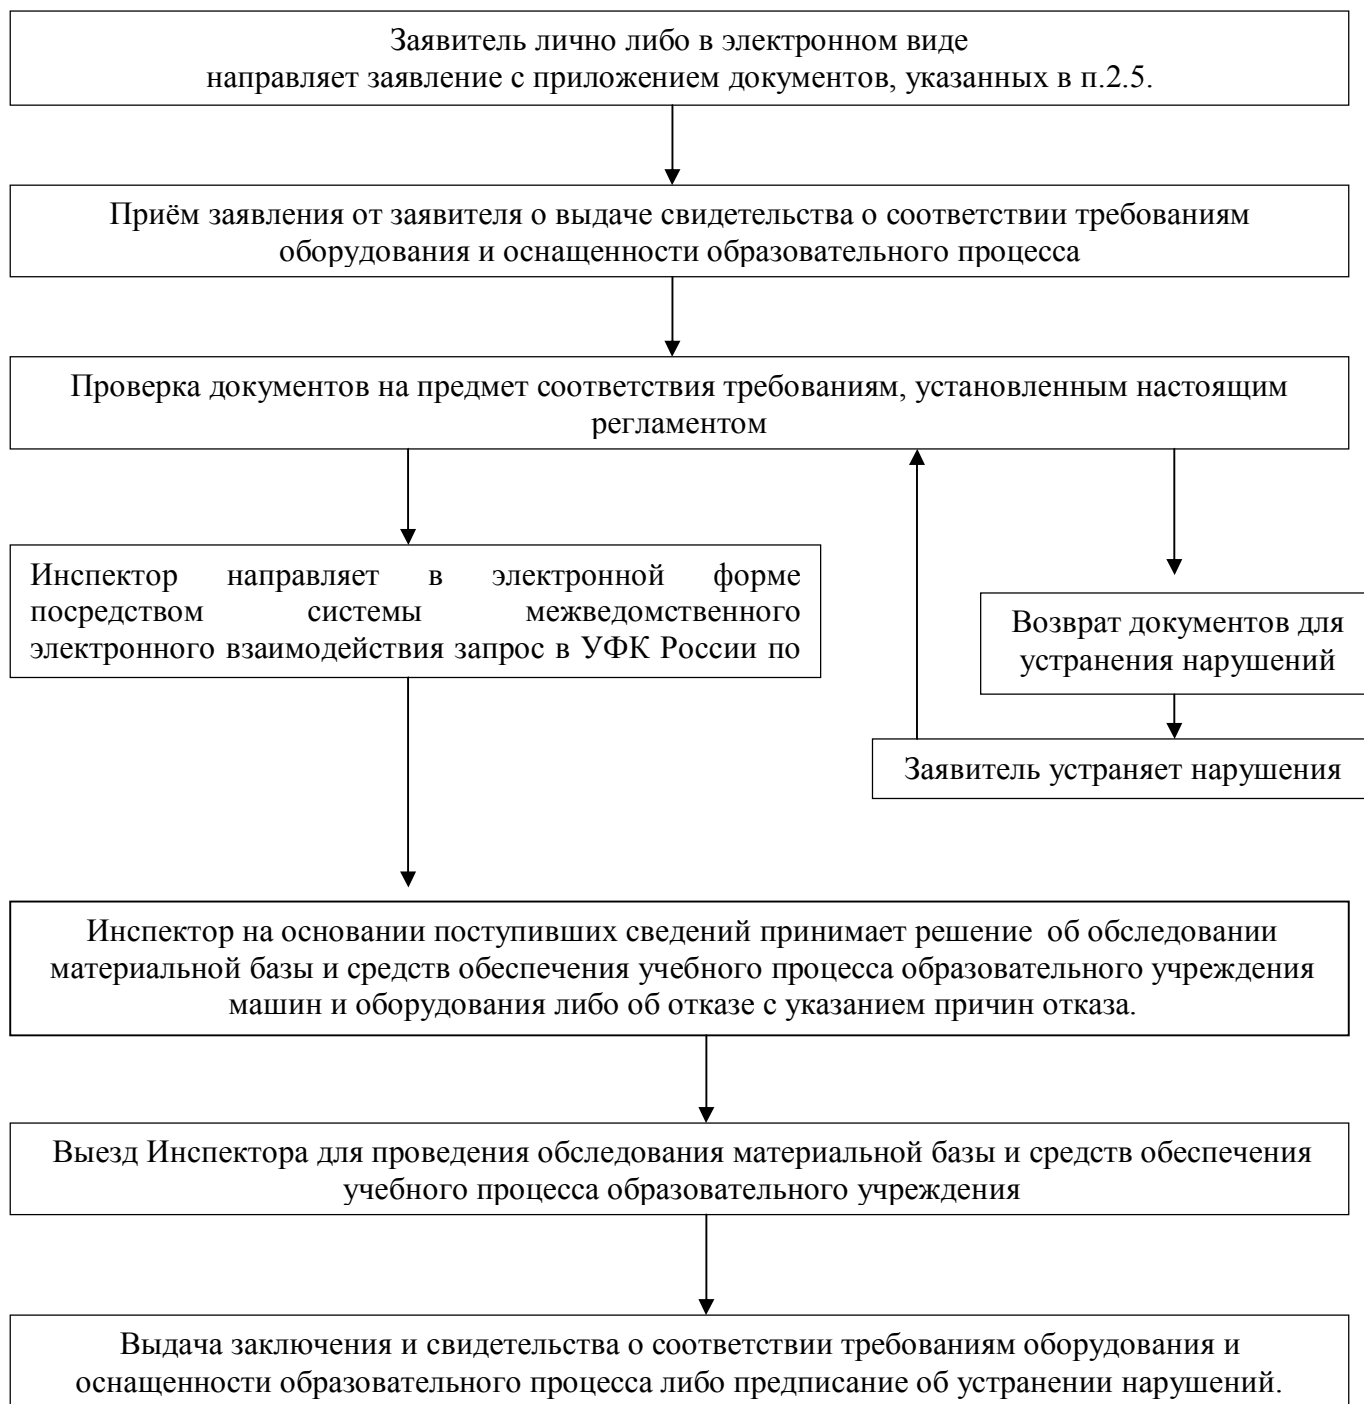 Заявитель лично либо в электронном виде
направляет заявление с приложением документов, указанных в п.2.5.
Приём заявления от заявителя о выдаче свидетельства о соответствии требованиям
оборудования и оснащенности образовательного процесса
Проверка документов на предмет соответствия требованиям, установленным настоящим
регламентом
Инспектор направляет в электронной форме
посредством системы межведомственного
электронного взаимодействия запрос в УФК России по
Возврат документов для
устранения нарушений
Заявитель устраняет нарушения
Инспектор на основании поступивших сведений принимает решение  об обследовании
материальной базы и средств обеспечения учебного процесса образовательного учреждения
машин и оборудования либо об отказе с указанием причин отказа.
Выезд Инспектора для проведения обследования материальной базы и средств обеспечения
учебного процесса образовательного учреждения
Выдача заключения и свидетельства о соответствии требованиям оборудования и
оснащенности образовательного процесса либо предписание об устранении нарушений.